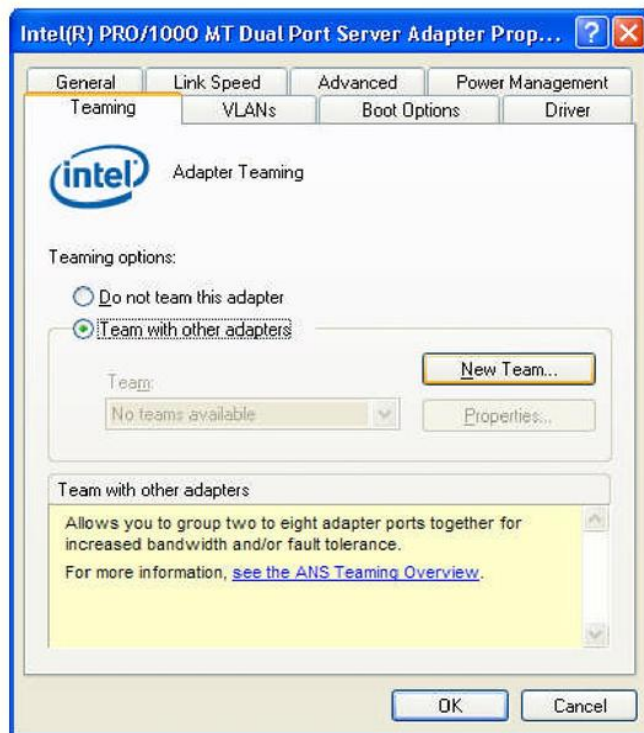 Intel(R) PRO/1000 MT Dual Port Server Adapter Prop...
General Link Speed Advanced Power Management
Teaming VLANs Boot Options Driver
intel
Adapter Teaming
Teaming options:
Do not team this adapter
Team with other adapters
New Team...
Team:
No teams available
Properties...
Team with other adapters
Allows you to group two to eight adapter ports together for
increased bandwidth and/or fault tolerance.
For more information, see the ANS Teaming Overview.
OK Cancel